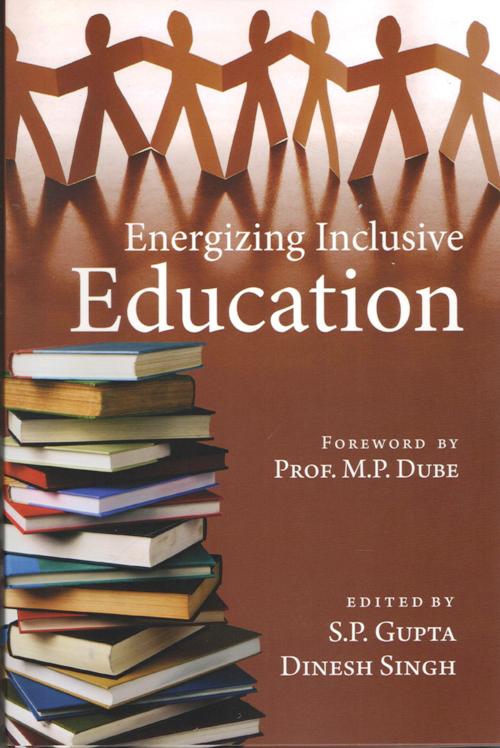 Energizing Inclusive
Education
FOREWORD BY
PROF. M.P. DUBE
EDITED BY
S.P. GUPTA
DINESH SINGH